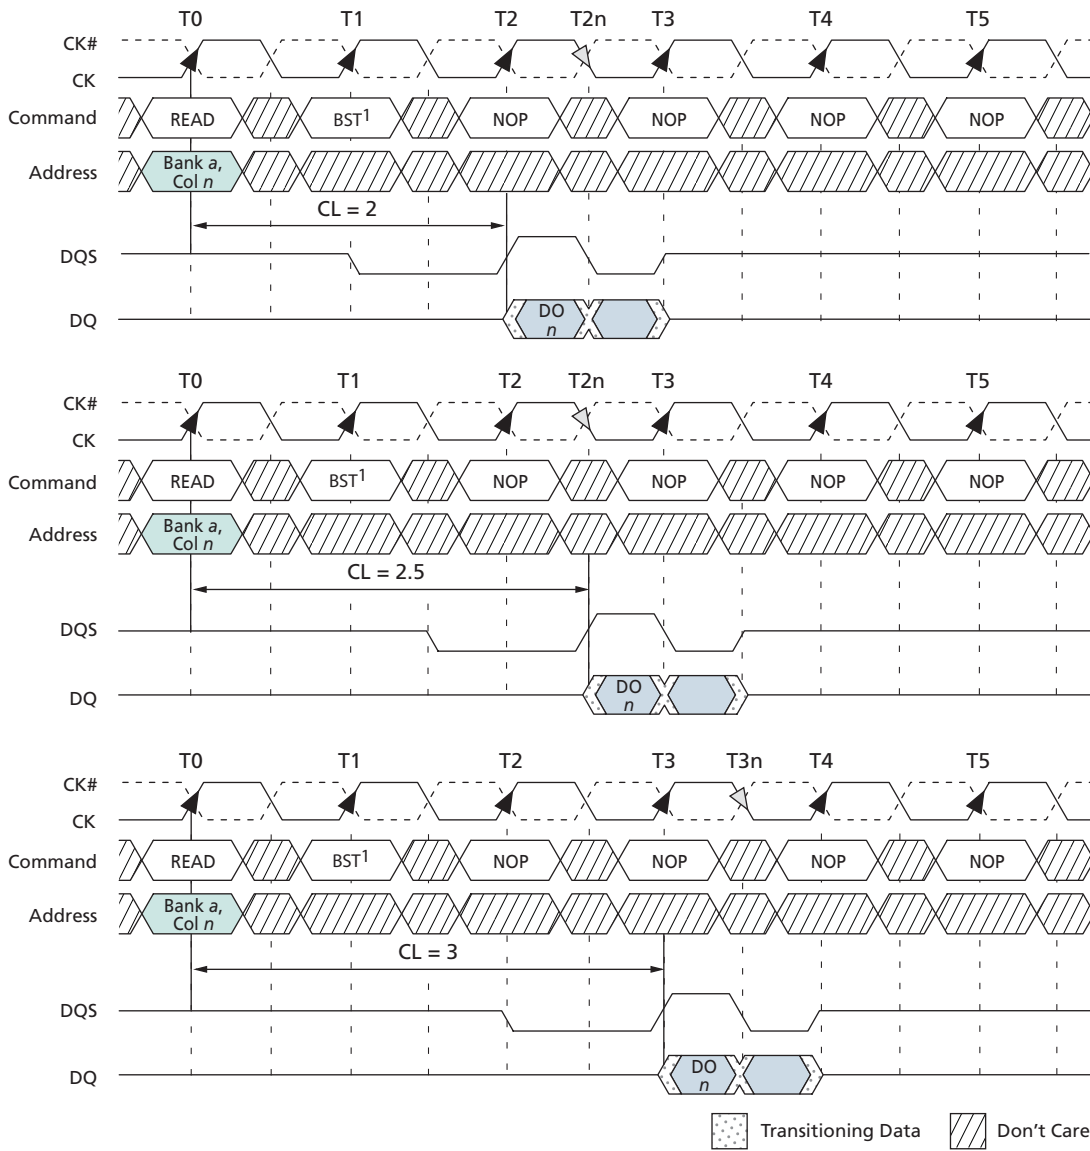 T0 T1 T2 T2n T3 T4 T5
CK#
CK
Command READ BST1 NOP NOP NOP NOP
Address Bank a,
Col n
CL = 2
DQS
DQ DO
n
T0 T1 T2 T2n T3 T4 T5
CK#
CK
Command READ BST1 NOP NOP NOP NOP
Address Bank a,
Col n
CL = 2.5
DQS
DQ DO
n
T0 T1 T2 T3 T3n T4 T5
CK#
CK
Command READ BST1 NOP NOP NOP NOP
Address Bank a,
Col n
CL = 3
DQS
DQ DO
n
Transitioning Data Don't Care